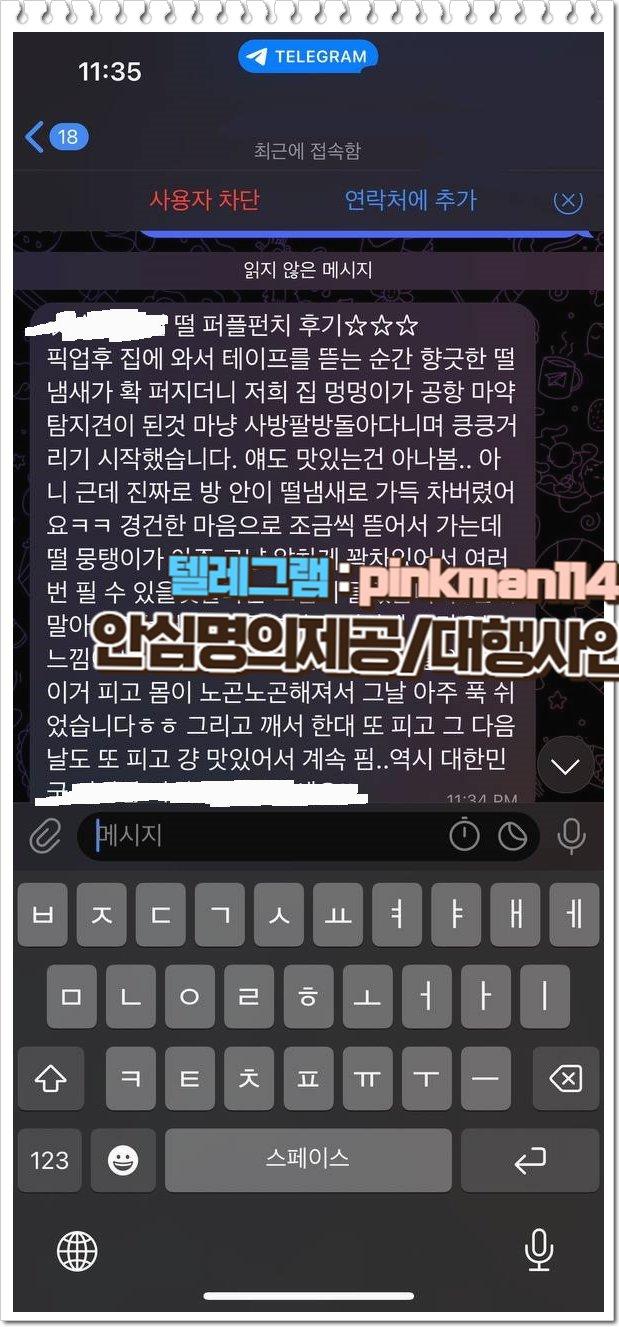 11:35
TELEGRAM
18
최근에 접속함
사용자 차단
연락처에 추가
읽지 않은 메시지
떨 퍼플펀치 후기☆☆☆
픽업후 집에 와서 테이프를 뜯는 순간 향긋한 떨
냄새가 확 퍼지더니 저희 집 멍멍이가 공항 마약
탐지견이 된것 마냥 사방팔방돌아다니며 킁킁거
리기 시작했습니다. 얘도 맛있는건 아나봄.. 아
니 근데 진짜로 방 안이 떨냄새로 가득 차버렸어
요ㅋㅋ 경건한 마음으로 조금씩 뜯어서 가는데
떨 뭉탱이가 여러
번 필 수 있을
텔레그램 : pinkman114
말아
안심명의제공/대행사인
느낌
이거 피고 몸이 노곤노곤해져서 그날 아주 푹 쉬
었습니다ㅎㅎ 그리고 깨서 한대 또 피고 그 다음
날도 또 피고 걍 맛있어서 계속 핌..역시 대한민
11:34 PM
메시지
ㅂ ㅈ ㄷ ㄱ ㅅ ㅛ ㅕ ㅑ ㅐ ㅔ
ㅁ ㄴ ㅇ ㄹ ㅎ ㅗ ㅓ ㅏ ㅣ
ㅋ ㅌ ㅊ ㅍ ㅠ ㅜ ㅡ
123
스페이스